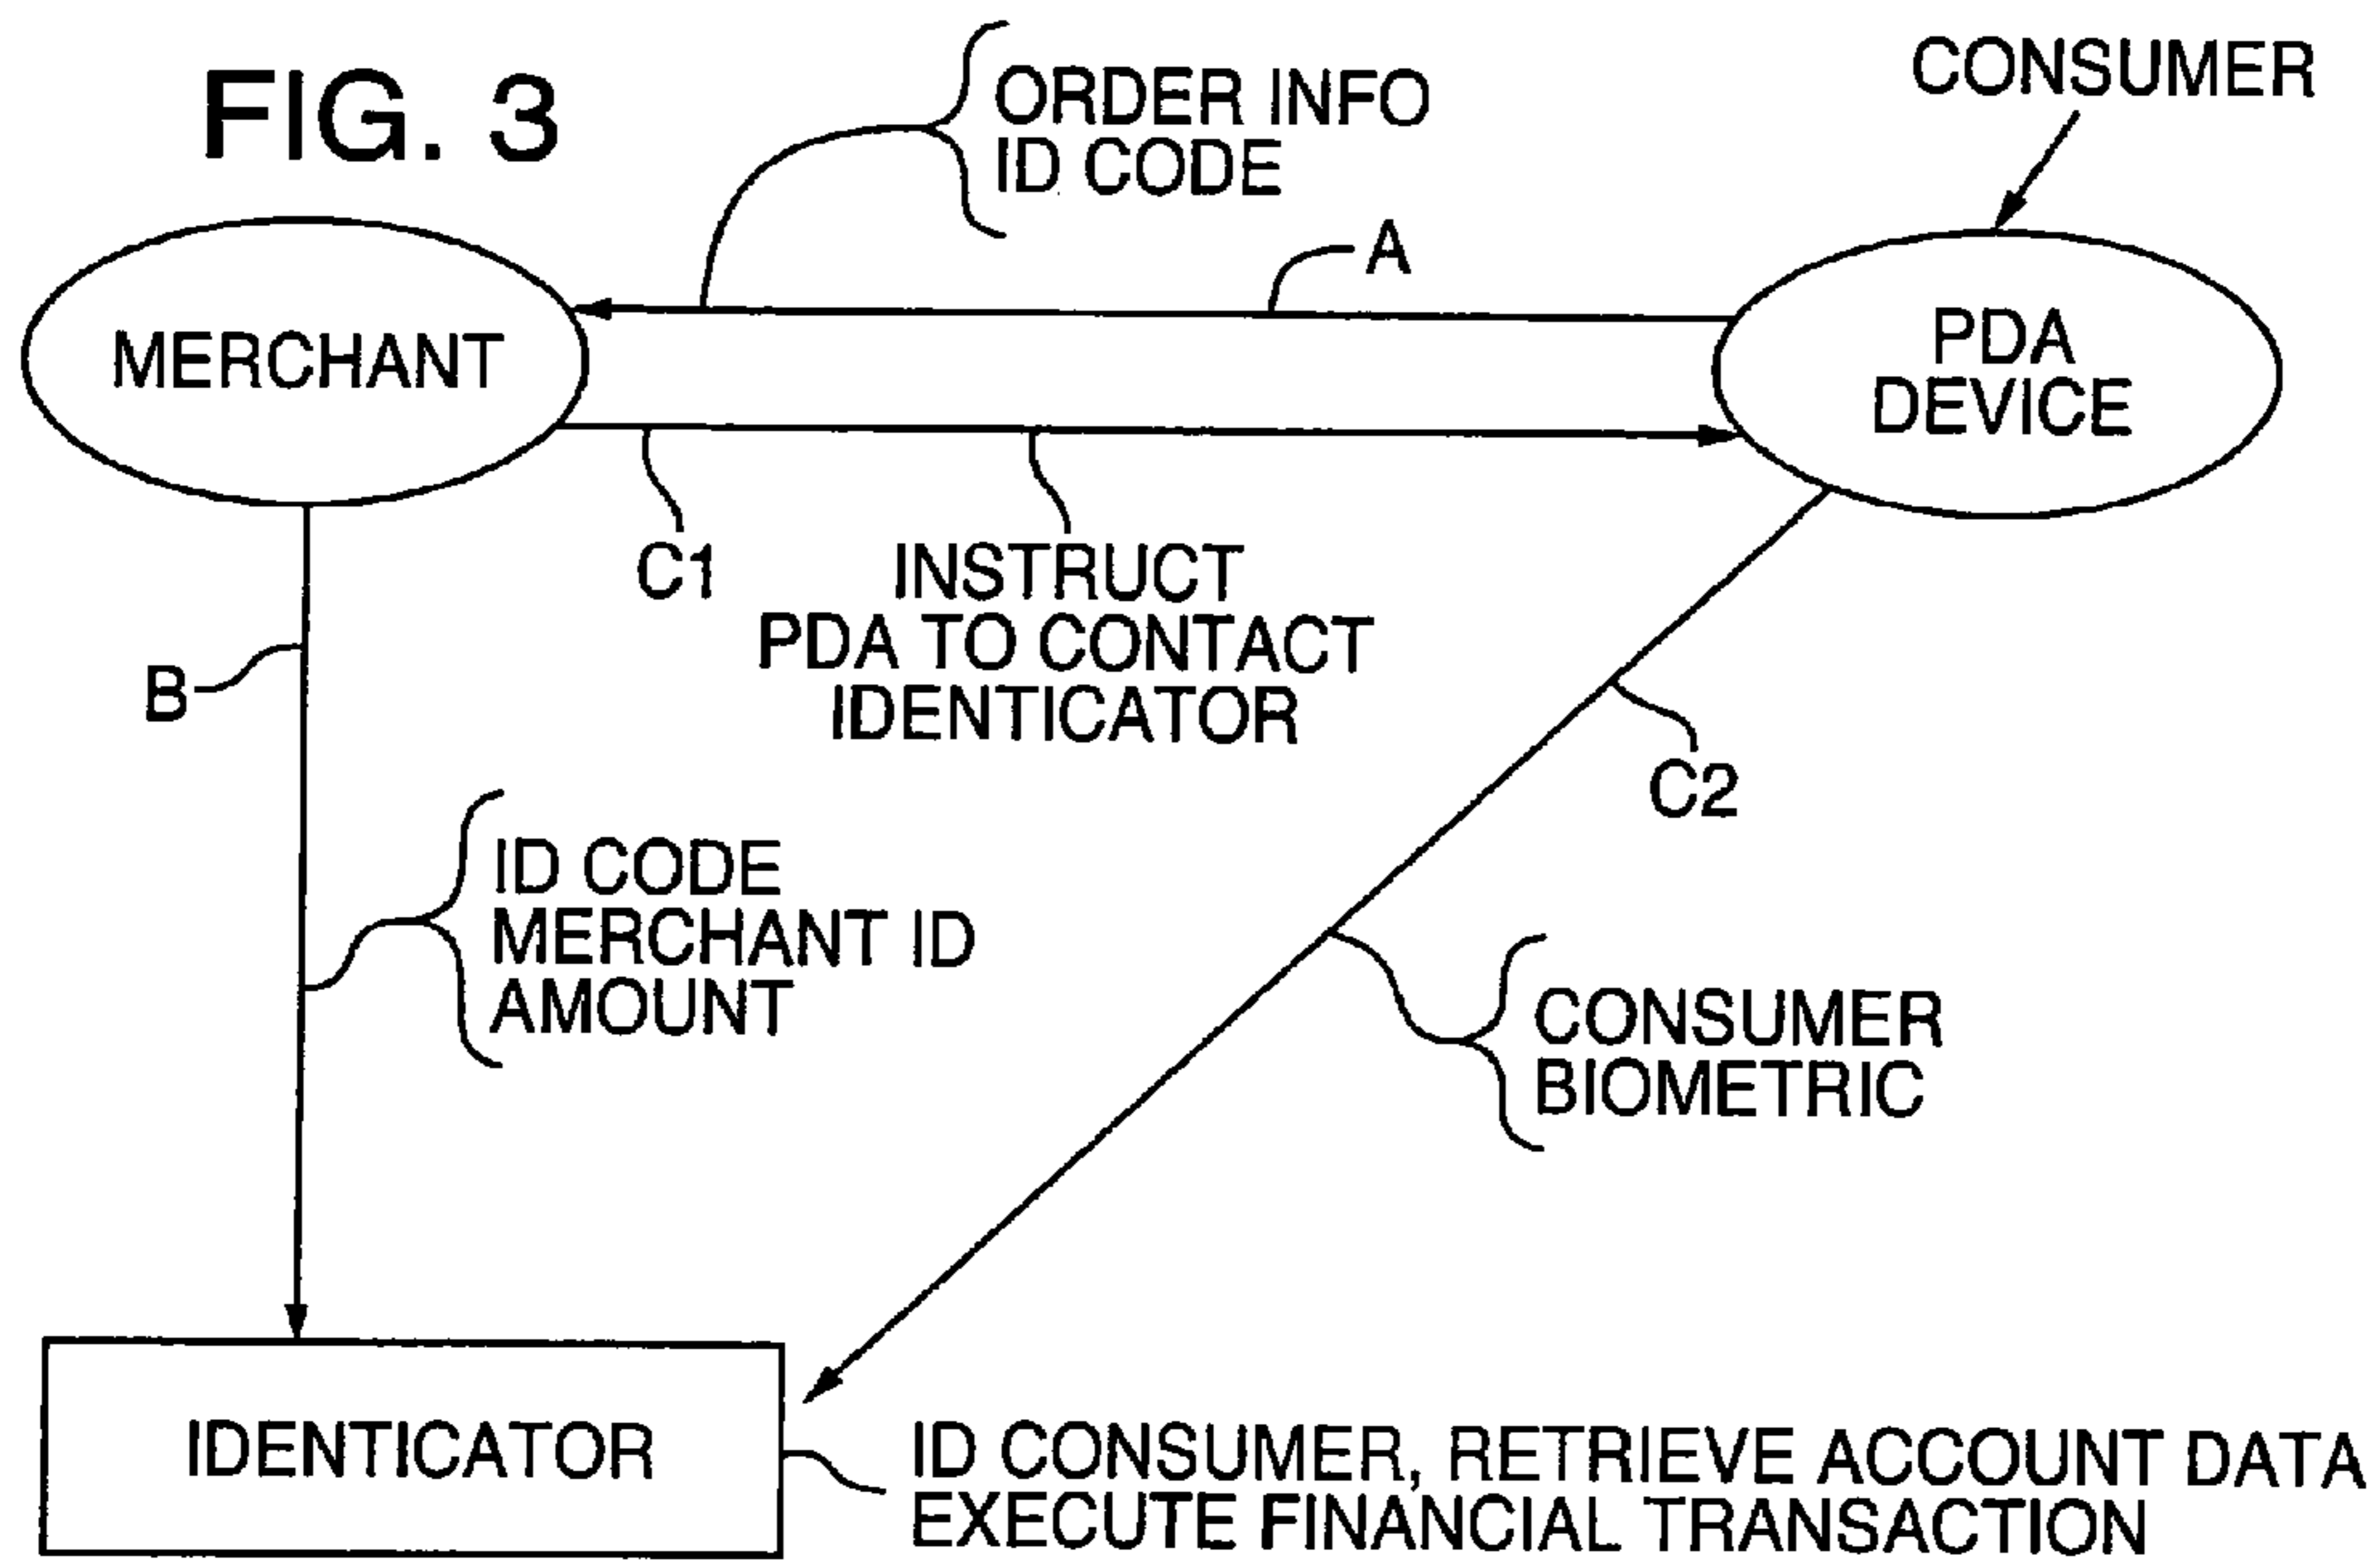 FIG. 3
ORDER INFO
ID CODE
CONSUMER
A
MERCHANT
PDA
DEVICE
C1
INSTRUCT
PDA TO CONTACT
IDENTICATOR
B
C2
ID CODE
MERCHANT ID
AMOUNT
CONSUMER
BIOMETRIC
IDENTICATOR
ID CONSUMER, RETRIEVE ACCOUNT DATA
EXECUTE FINANCIAL TRANSACTION